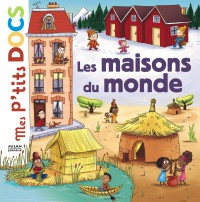 Mes P'tits DOCS
Les maisons
du monde
MILAN